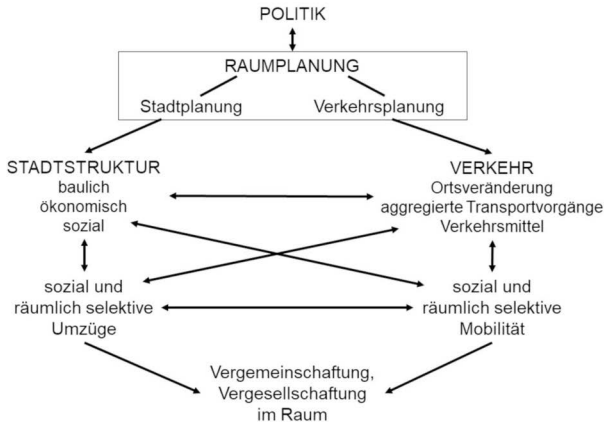 POLITIK
RAUMPLANUNG
Stadtplanung
Verkehrsplanung
STADTSTRUKTUR
baulich
ökonomisch
sozial
VERKEHR
Ortsveränderung
aggregierte Transportvorgänge
Verkehrsmittel
sozial und
räumlich selektive
Umzüge
sozial und
räumlich selektive
Mobilität
Vergemeinschaftung,
Vergesellschaftung
im Raum